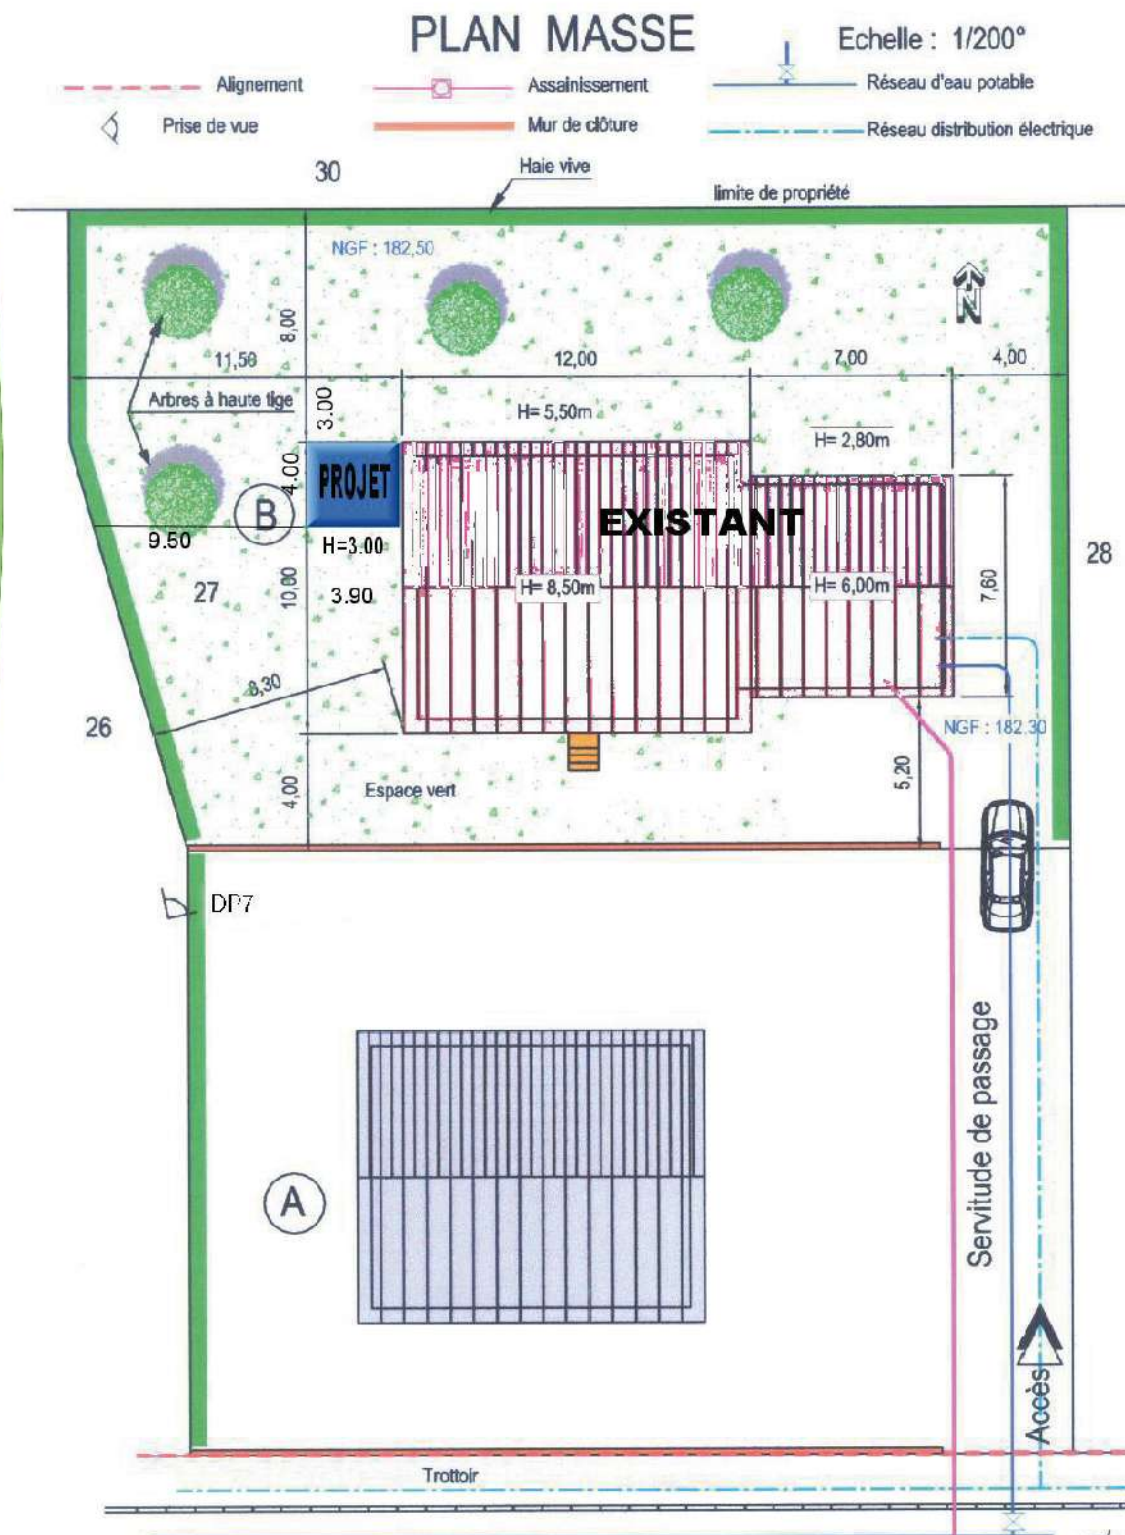 PLAN MASSE
Echelle : 1/200°
Alignement
Assainissement
Réseau d'eau potable
Prise de vue
Mur de clôture
Réseau distribution électrique
30
Haie vive
limite de propriété
NGF : 182,50
N
8,00
11,50
12,00
7,00
4,00
Arbres à haute tige
3.00
H= 5,50m
H= 2,80m
4.00
PROJET
B
EXISTANT
9.50
H=3.00
28
27
10,00
3.90
H= 8,50m
H= 6,00m
7,60
8,30
26
NGF : 182.30
4,00
Espace vert
5,20
DP7
Servitude de passage
A
Accès
Trottoir